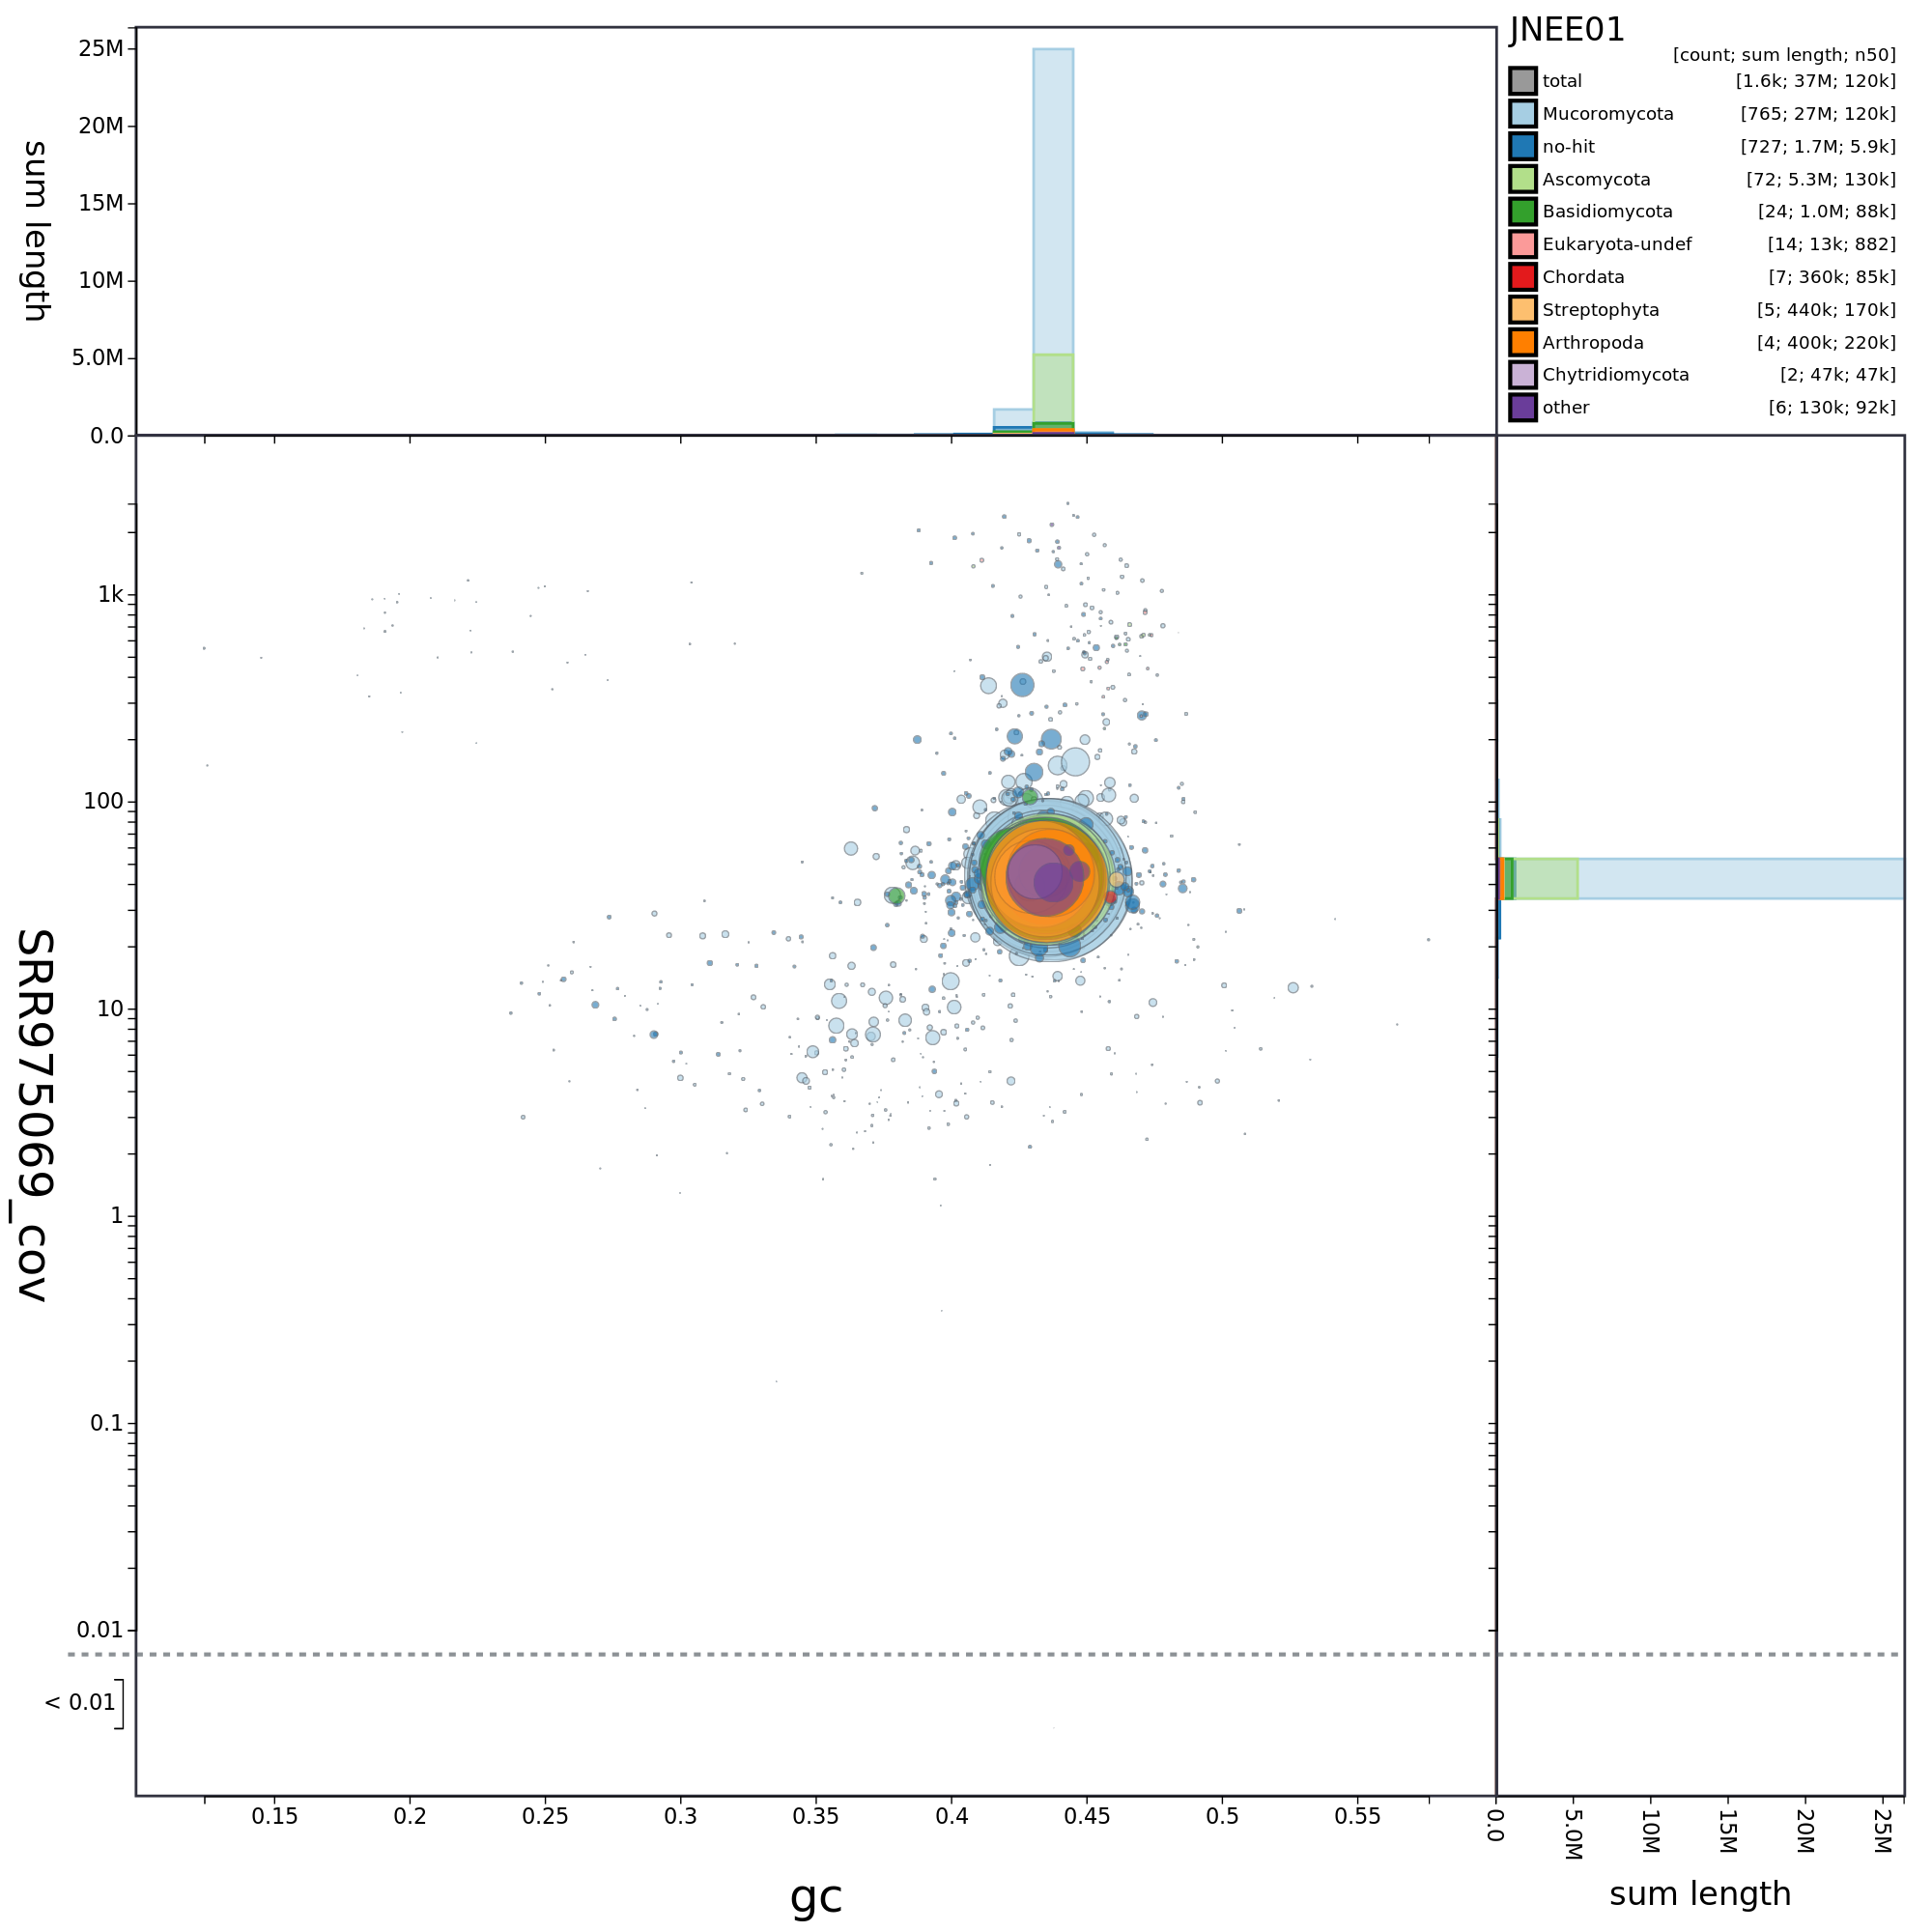 JNEE01
[count; sum length; n50]
total [1.6k; 37M; 120k]
Mucoromycota [765; 27M; 120k]
no-hit [727; 1.7M; 5.9k]
Ascomycota [72; 5.3M; 130k]
Basidiomycota [24; 1.0M; 88k]
Eukaryota-undef [14; 13k; 882]
Chordata [7; 360k; 85k]
Streptophyta [5; 440k; 170k]
Arthropoda [4; 400k; 220k]
Chytridiomycota [2; 47k; 47k]
other [6; 130k; 92k]
sum length
25M
20M
15M
10M
5.0M
0.0
SRR975069_cov
1k
100
10
1
0.1
0.01
< 0.01
0.15 0.2 0.25 0.3 0.35 0.4 0.45 0.5 0.55
gc
0.0 5.0M 10M 15M 20M 25M
sum length